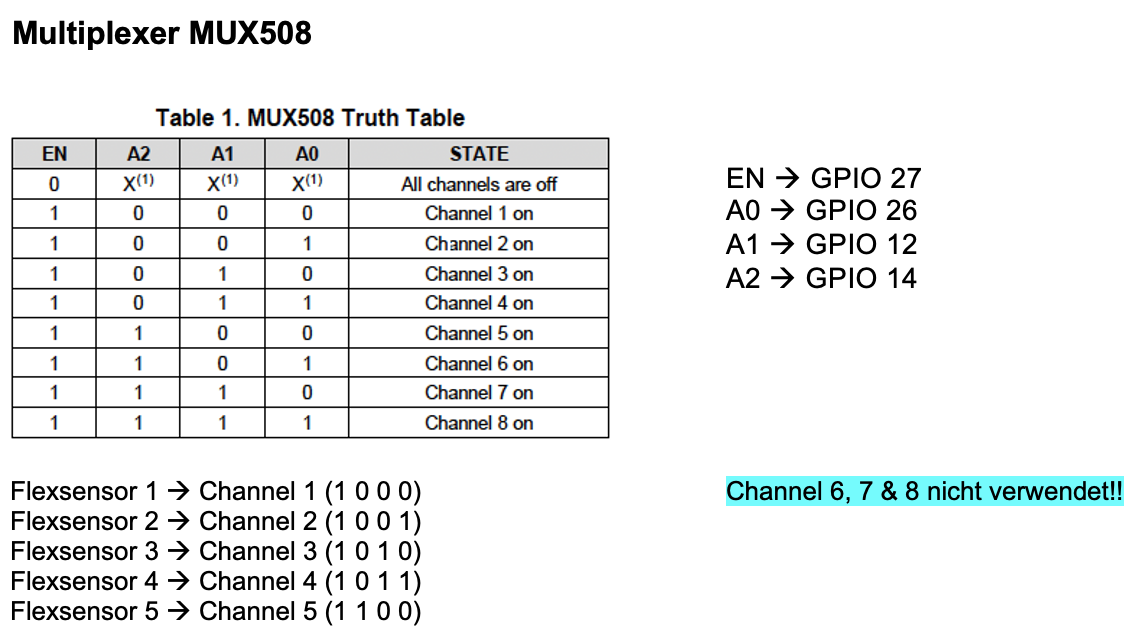 Multiplexer MUX508
Table 1. MUX508 Truth Table
EN A2 A1 A0 STATE
0 X(1) X(1) X(1) All channels are off
1 0 0 0 Channel 1 on
1 0 0 1 Channel 2 on
1 0 1 0 Channel 3 on
1 0 1 1 Channel 4 on
1 1 0 0 Channel 5 on
1 1 0 1 Channel 6 on
1 1 1 0 Channel 7 on
1 1 1 1 Channel 8 on
EN → GPIO 27
A0 → GPIO 26
A1 → GPIO 12
A2 → GPIO 14
Flexsensor 1 → Channel 1 (1 0 0 0)
Flexsensor 2 → Channel 2 (1 0 0 1)
Flexsensor 3 → Channel 3 (1 0 1 0)
Flexsensor 4 → Channel 4 (1 0 1 1)
Flexsensor 5 → Channel 5 (1 1 0 0)
Channel 6, 7 & 8 nicht verwendet!!